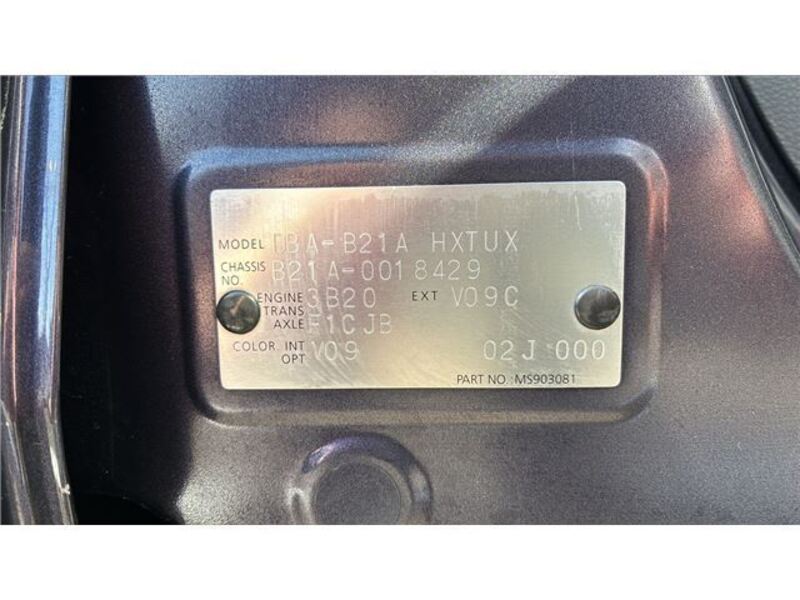 MODEL DBA-B21A HXTUX
CHASSIS NO. B21A-0018429
ENGINE 3B20 EXT V09C
TRANS AXLE F1CJB
COLOR. INT OPT V09 02J 000
PART NO.:MS903081